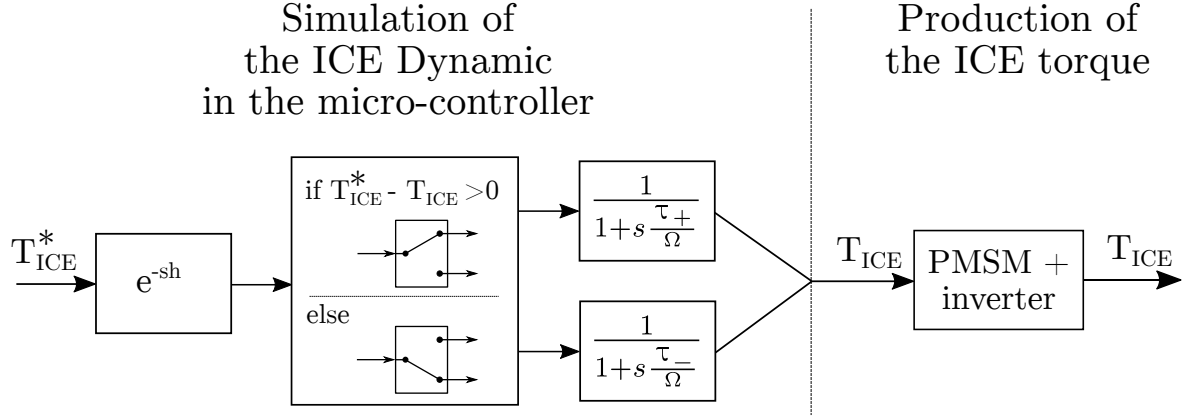 Simulation of
the ICE Dynamic
in the micro-controller
Production of
the ICE torque
T*ICE
e-sh
if T*ICE - TICE >0
else
1
1+s τ+
Ω
1
1+s τ−
Ω
TICE
PMSM +
inverter
TICE